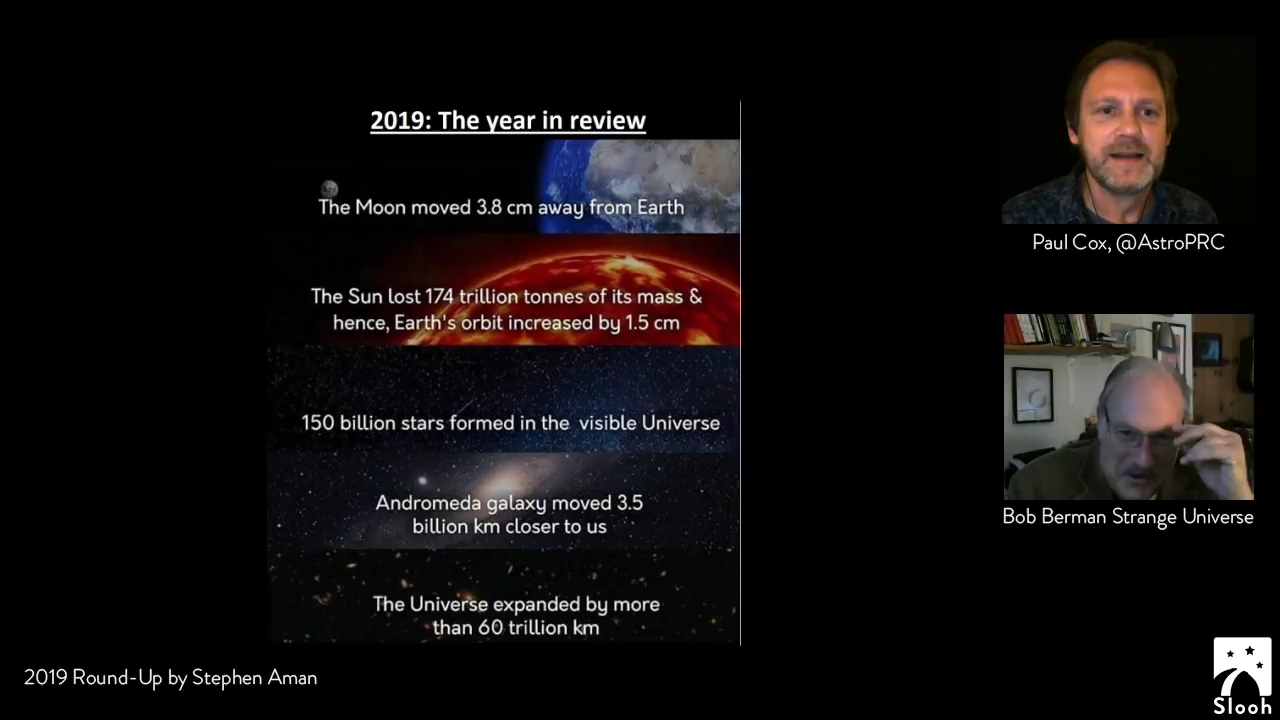 2019: The year in review
The Moon moved 3.8 cm away from Earth
The Sun lost 174 trillion tonnes of its mass &
hence, Earth's orbit increased by 1.5 cm
150 billion stars formed in the visible Universe
Andromeda galaxy moved 3.5
billion km closer to us
The Universe expanded by more
than 60 trillion km
Paul Cox, @AstroPRC
Bob Berman Strange Universe
2019 Round-Up by Stephen Aman
Slooh